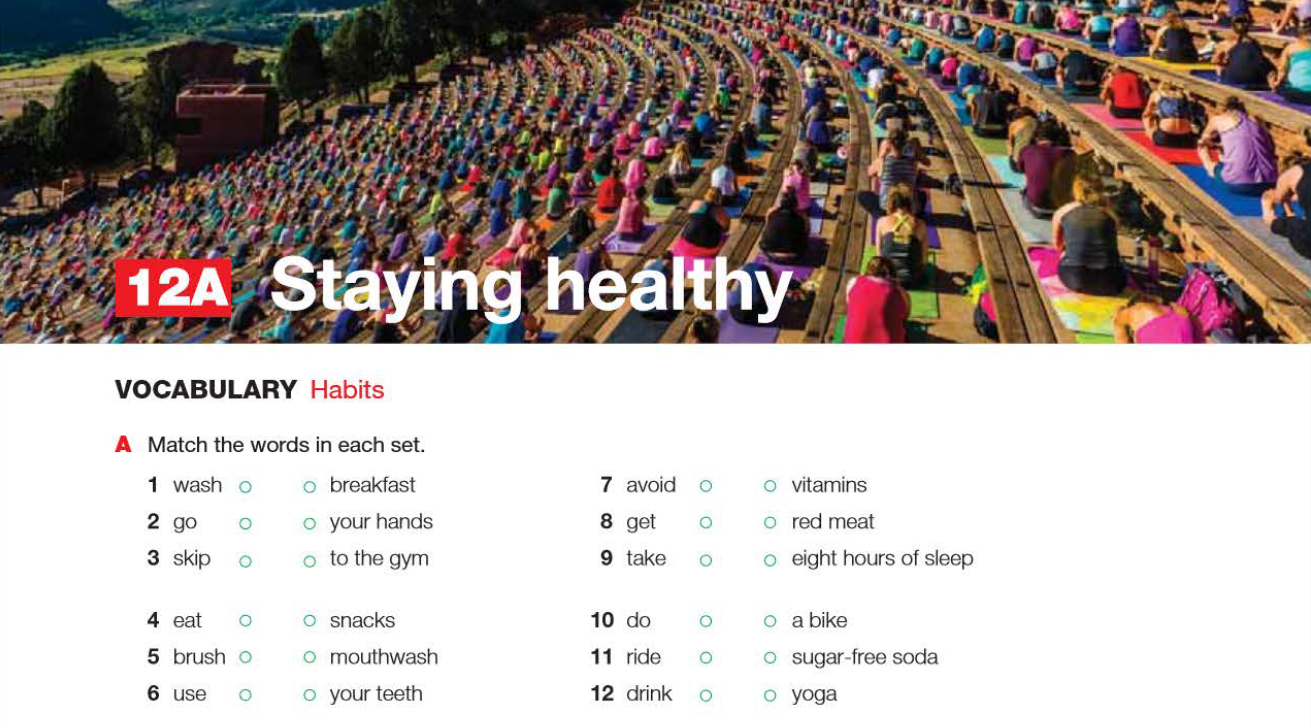 12A Staying healthy
VOCABULARY Habits
A Match the words in each set.
1 wash breakfast
2 go your hands
3 skip to the gym
4 eat snacks
5 brush mouthwash
6 use your teeth
7 avoid vitamins
8 get red meat
9 take eight hours of sleep
10 do a bike
11 ride sugar-free soda
12 drink yoga